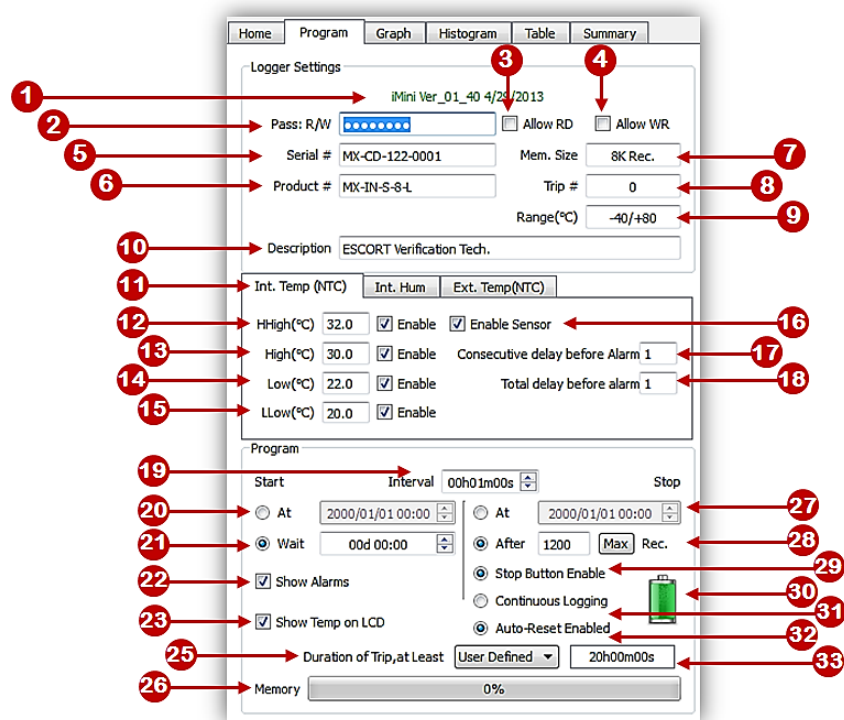 Home Program Graph Histogram Table Summary
Logger Settings
3 4
1 iMini Ver_01_40 4/29/2013
2 Pass: R/W ●●●●●●●● Allow RD Allow WR
5 Serial # MX-CD-122-0001 Mem. Size 8K Rec. 7
6 Product # MX-IN-S-8-L Trip # 0 8
Range(°C) -40/+80 9
10 Description ESCORT Verification Tech.
11 Int. Temp (NTC) Int. Hum Ext. Temp(NTC)
12 HHigh(°C) 32.0 Enable Enable Sensor 16
13 High(°C) 30.0 Enable Consecutive delay before Alarm 1 17
14 Low(°C) 22.0 Enable Total delay before alarm 1 18
15 LLow(°C) 20.0 Enable
Program
19 Interval 00h01m00s
Start Stop
20 At 2000/01/01 00:00 At 2000/01/01 00:00 27
21 Wait 00d 00:00 After 1200 Max Rec. 28
22 Show Alarms Stop Button Enable 29
30
Continuous Logging 31
23 Show Temp on LCD Auto-Reset Enabled 32
25 Duration of Trip,at Least User Defined 20h00m00s 33
26 Memory 0%